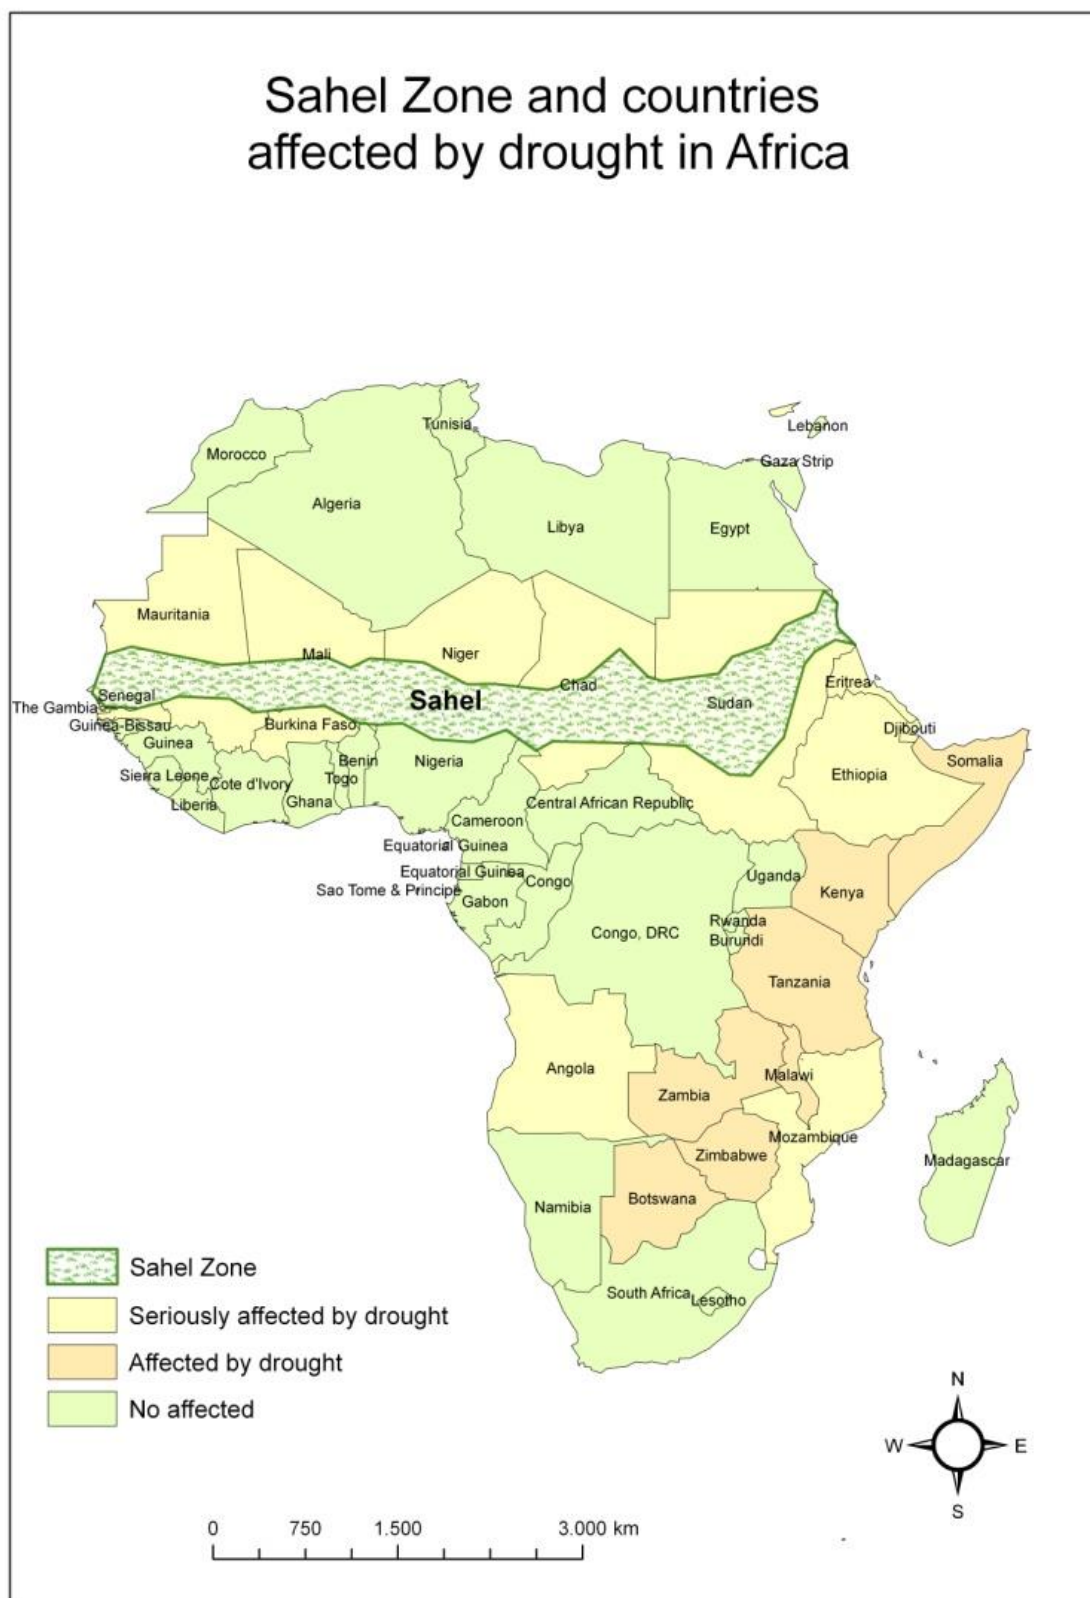 Sahel Zone and countries
affected by drought in Africa
Tunisia
Lebanon
Morocco
Gaza Strip
Algeria
Libya
Egypt
Mauritania
Mali
Niger
Chad
Sahel
Sudan
Eritrea
Senegal
The Gambia
Guinea-Bissau
Burkina Faso
Djibouti
Guinea
Benin
Nigeria
Somalia
Sierra Leone
Cote d'Ivory
Togo
Ethiopia
Liberia
Ghana
Central African Republic
Cameroon
Equatorial Guinea
Equatorial Guinea
Congo
Uganda
Sao Tome & Principe
Gabon
Kenya
Rwanda
Congo, DRC
Burundi
Tanzania
Angola
Malawi
Zambia
Mozambique
Zimbabwe
Madagascar
Botswana
Namibia
South Africa
Lesotho
Sahel Zone
Seriously affected by drought
Affected by drought
No affected
N
W
E
S
0 750 1.500 3.000 km